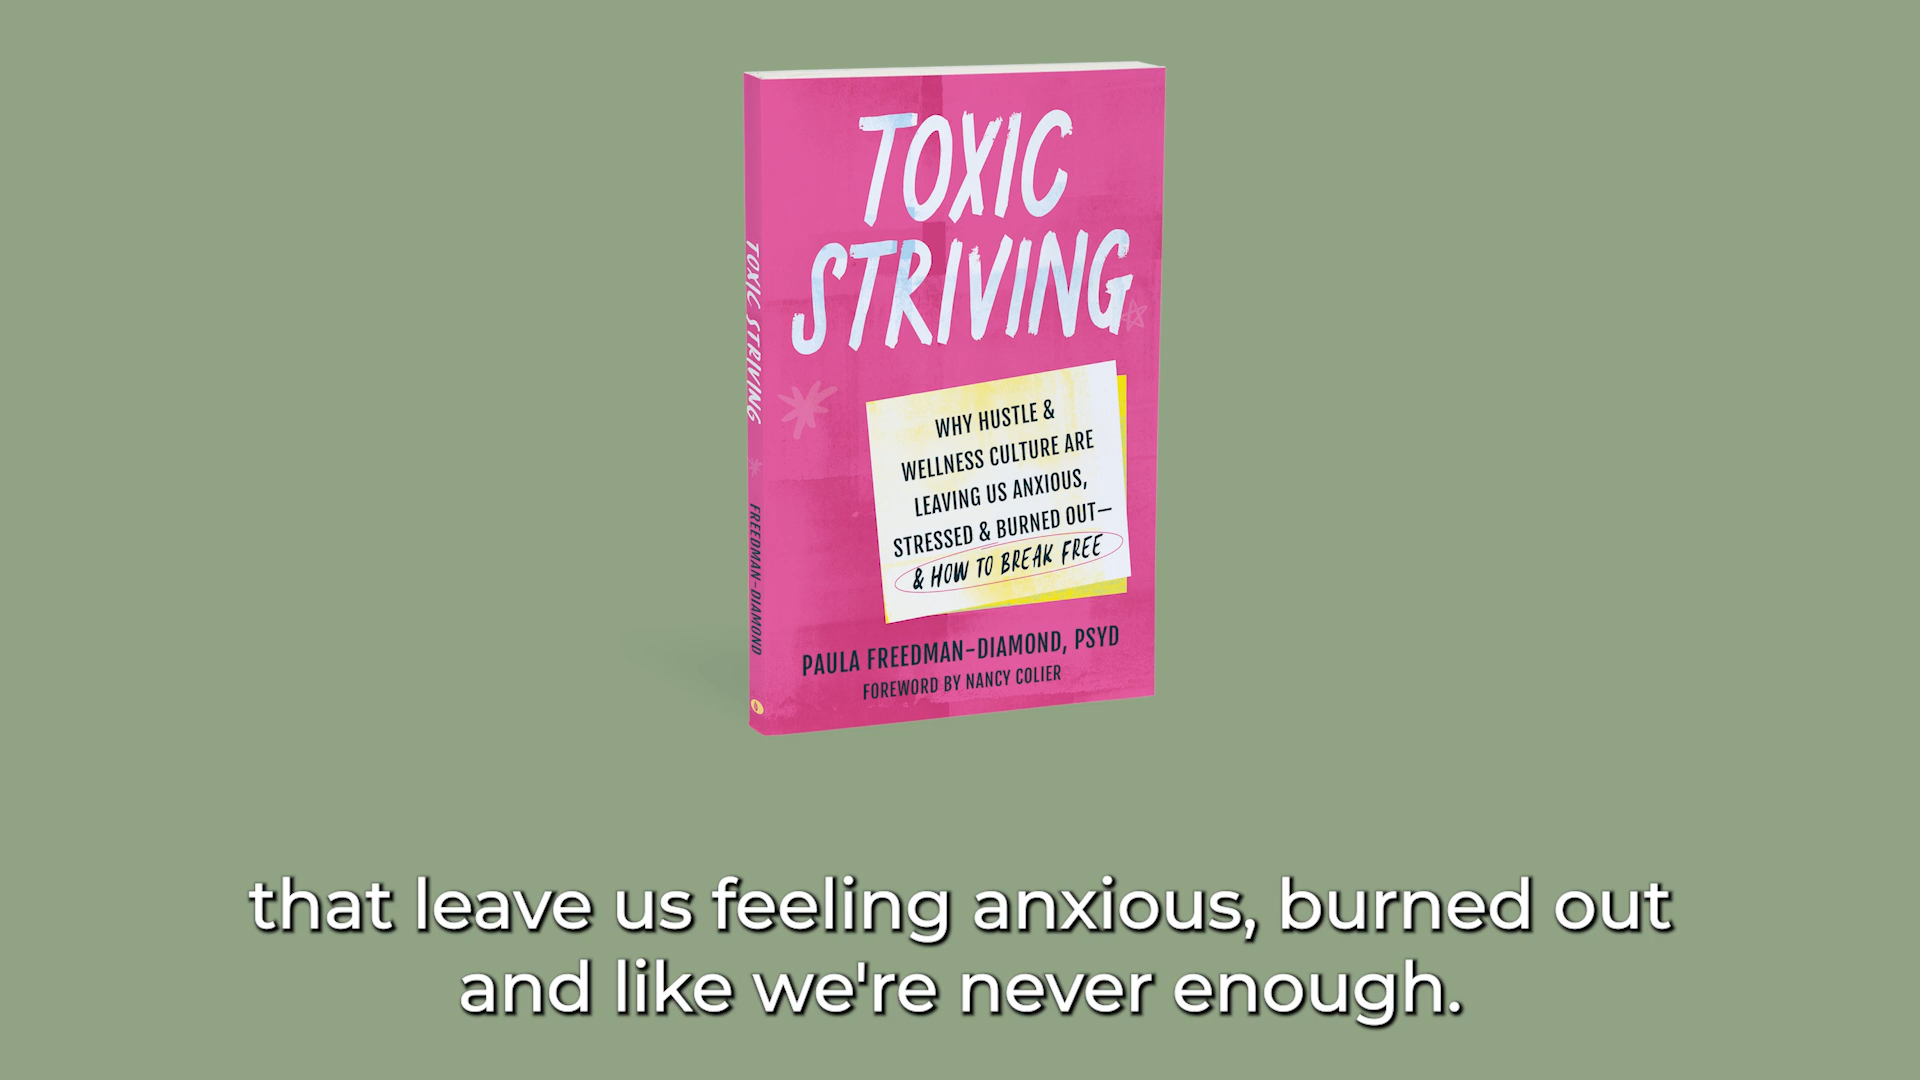 TOXIC
STRIVING
WHY HUSTLE &
WELLNESS CULTURE ARE
LEAVING US ANXIOUS,
STRESSED & BURNED OUT—
& HOW TO BREAK FREE
PAULA FREEDMAN-DIAMOND, PSYD
FOREWORD BY NANCY COLIER
TOXIC STRIVING
FREEDMAN-DIAMOND
that leave us feeling anxious, burned out
and like we're never enough.